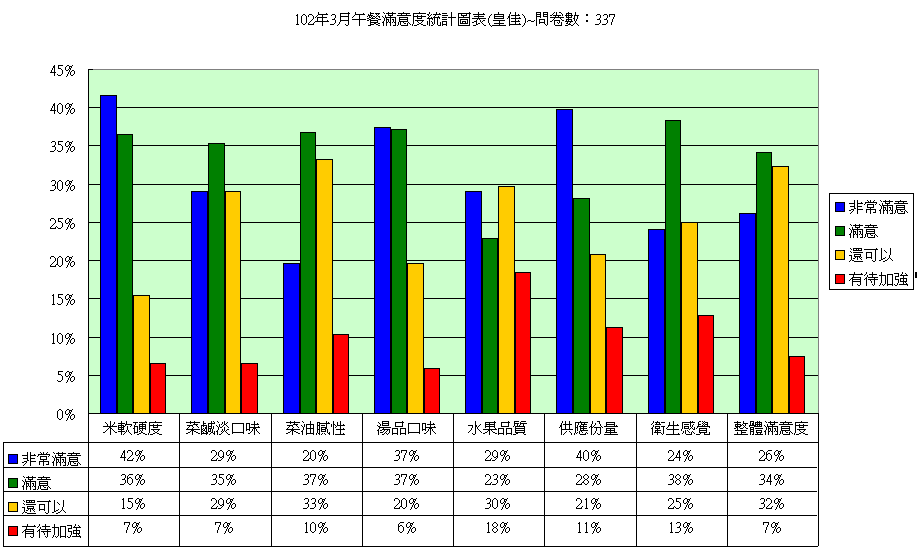 102年3月午餐滿意度統計圖表(皇佳)~問卷數：337
45%
40%
35%
30%
25%
20%
15%
10%
5%
0%
非常滿意
滿意
還可以
有待加強
米軟硬度 菜鹹淡口味 菜油膩性 湯品口味 水果品質 供應份量 衛生感覺 整體滿意度
非常滿意 42% 29% 20% 37% 29% 40% 24% 26%
滿意 36% 35% 37% 37% 23% 28% 38% 34%
還可以 15% 29% 33% 20% 30% 21% 25% 32%
有待加強 7% 7% 10% 6% 18% 11% 13% 7%